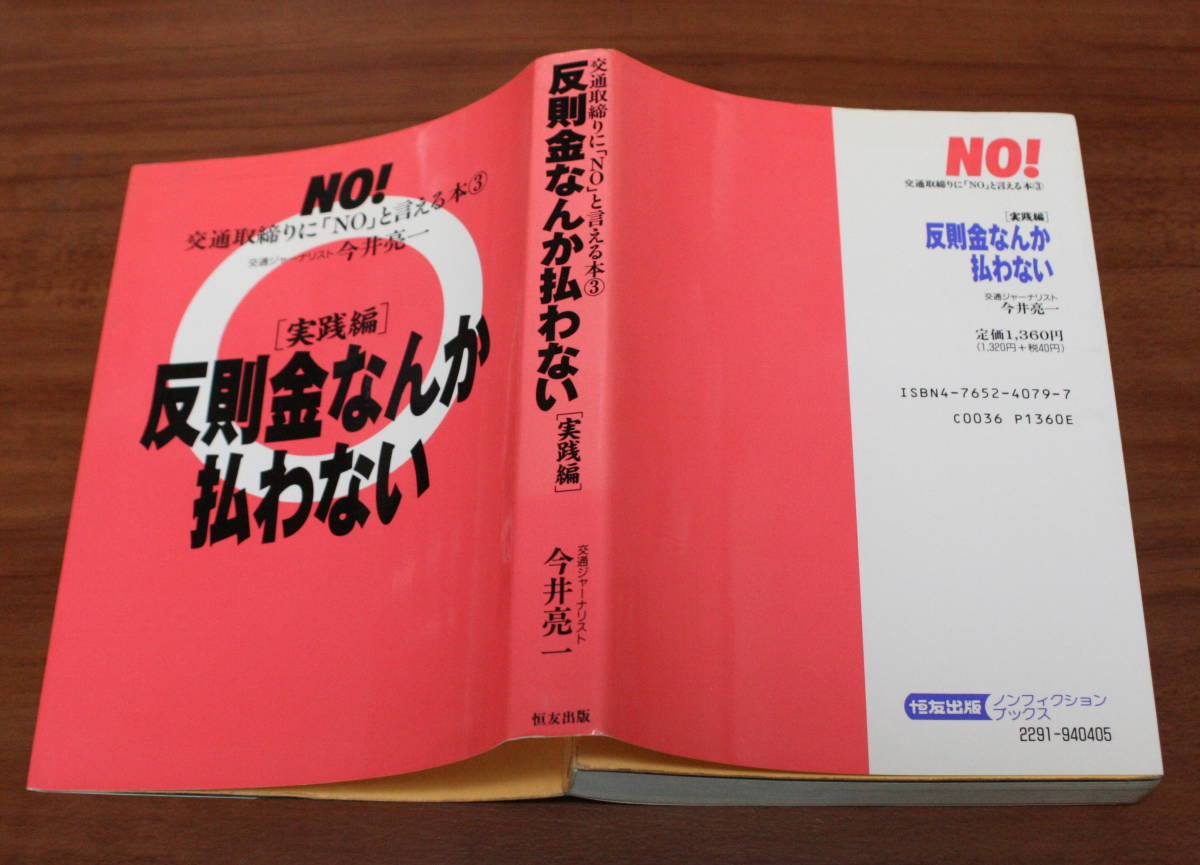 NO!
交通取締りに「NO」と言える本③
交通ジャーナリスト 今井亮一
[実践編]
反則金なんか
払わない
交通取締りに「NO」と言える本③
反則金なんか払わない[実践編]
交通ジャーナリスト
今井亮一
恒友出版
NO!
交通取締りに「NO」と言える本③
[実践編]
反則金なんか
払わない
交通ジャーナリスト
今井亮一
定価1,360円
(1,320円+税40円)
ISBN4-7652-4079-7
C0036 P1360E
恒友出版 ノンフィクション
ブックス
2291-940405